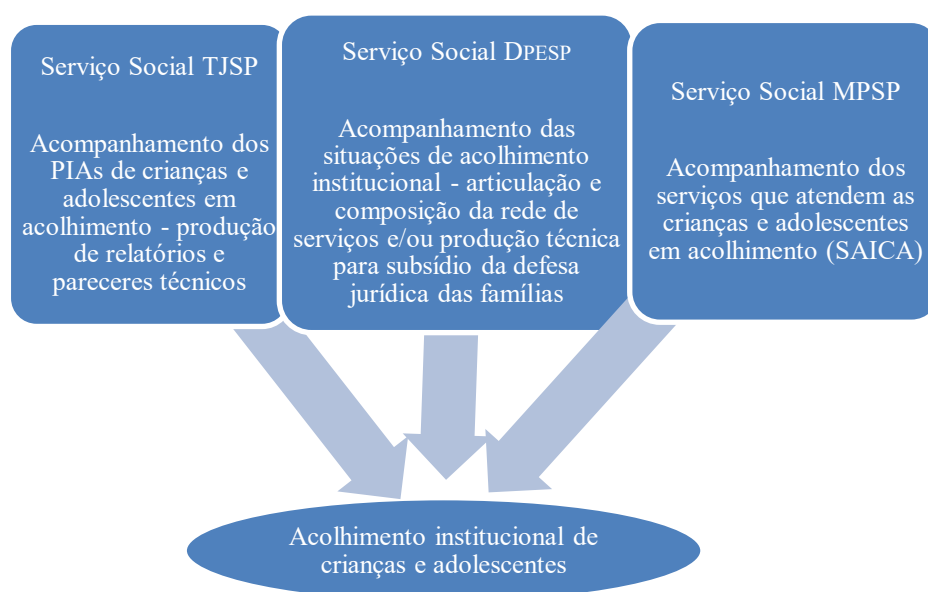 Serviço Social TJSP
Acompanhamento dos
PIAs de crianças e
adolescentes em
acolhimento - produção
de relatórios e
pareceres técnicos
Serviço Social DPESP
Acompanhamento das
situações de acolhimento
institucional - articulação e
composição da rede de
serviços e/ou produção técnica
para subsídio da defesa
jurídica das famílias
Serviço Social MPSP
Acompanhamento dos
serviços que atendem as
crianças e adolescentes
em acolhimento (SAICA)
Acolhimento institucional de
crianças e adolescentes